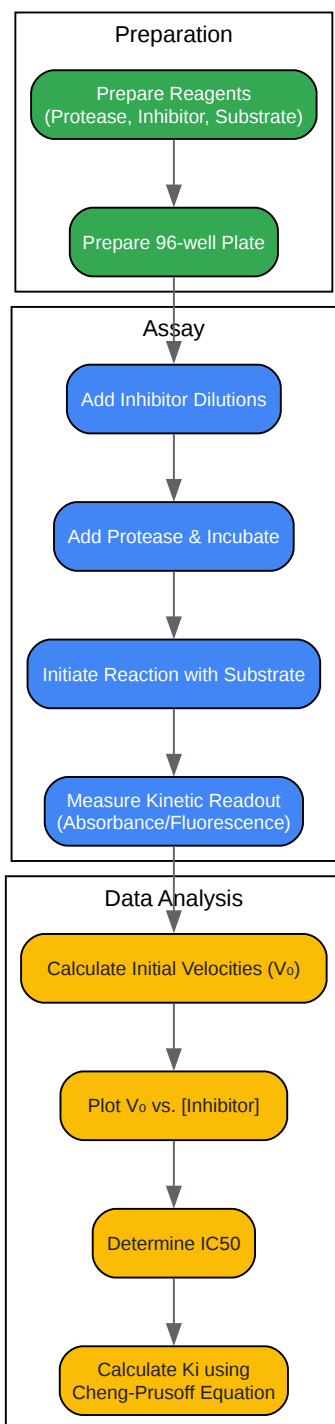 Preparation
Prepare Reagents
(Protease, Inhibitor, Substrate)
Prepare 96-well Plate
Assay
Add Inhibitor Dilutions
Add Protease & Incubate
Initiate Reaction with Substrate
Measure Kinetic Readout
(Absorbance/Fluorescence)
Data Analysis
Calculate Initial Velocities (V₀)
Plot V₀ vs. [Inhibitor]
Determine IC50
Calculate Ki using
Cheng-Prusoff Equation